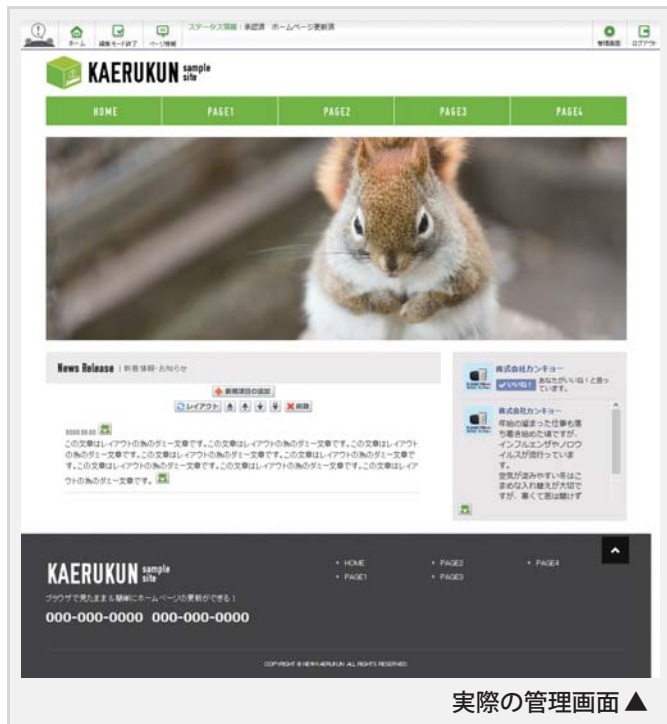 ステータス情報：承認済 ホームページ更新済
ホーム 編集モード終了 ページ情報 管理画面 ログアウト
KAERUKUN sample site
HOME PAGE1 PAGE2 PAGE3 PAGE4
News Release | 新着情報・お知らせ
新規項目の追加
レイアウト 削除
0000.00.00
この文章はレイアウトの為のダミー文章です。この文章はレイアウトの為のダミー文章です。この文章はレイアウト
の為のダミー文章です。この文章はレイアウトの為のダミー文章です。この文章はレイアウトの為のダミー文章で
す。この文章はレイアウトの為のダミー文章です。この文章はレイアウトの為のダミー文章です。この文章はレイア
ウトの為のダミー文章です。
株式会社カンキョー
いいね！ あなたが「いいね！」と言っ
ています。
株式会社カンキョー
年始の溜まった仕事も落
ち着き始めた頃ですが、
インフルエンザやノロウ
イルスが流行っていま
す。
空気が淀みやすい冬はこ
まめな入れ替えが大切で
すが、寒くて窓は開けず
KAERUKUN sample site
HOME PAGE2 PAGE4
PAGE1 PAGE3
ブラウザで見たまま＆簡単にホームページの更新ができる！
000-000-0000 000-000-0000
COPYRIGHT © NEW-KAERUKUN ALL RIGHTS RESERVED.
実際の管理画面▲